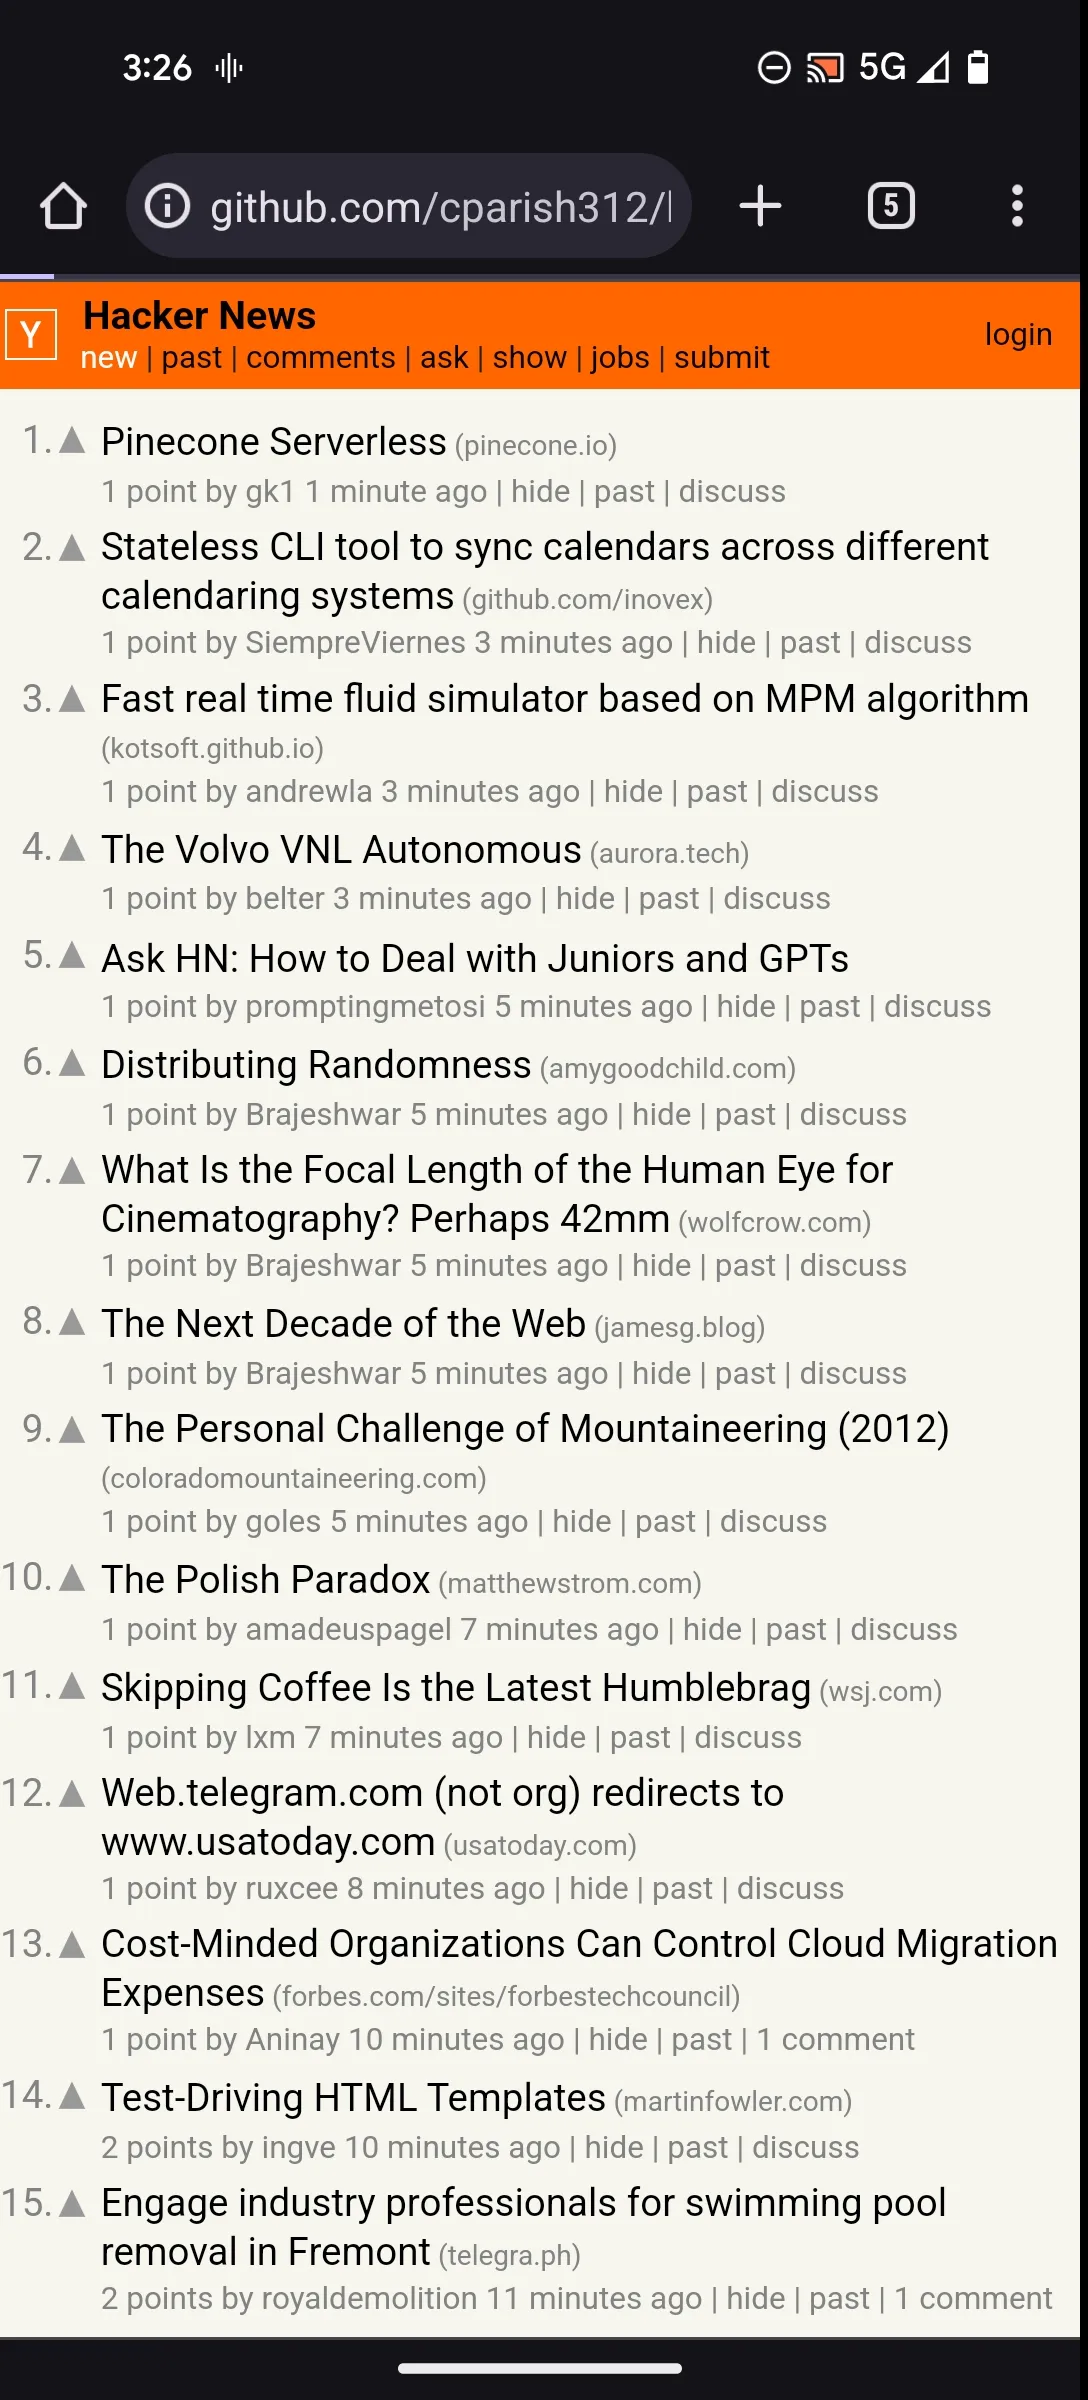 3:26
5G
github.com/cparish312/
5
Y
Hacker News
login
new | past | comments | ask | show | jobs | submit
1. Pinecone Serverless (pinecone.io)
1 point by gk1 1 minute ago | hide | past | discuss
2. Stateless CLI tool to sync calendars across different
calendaring systems (github.com/inovex)
1 point by SiempreViernes 3 minutes ago | hide | past | discuss
3. Fast real time fluid simulator based on MPM algorithm
(kotsoft.github.io)
1 point by andrewla 3 minutes ago | hide | past | discuss
4. The Volvo VNL Autonomous (aurora.tech)
1 point by belter 3 minutes ago | hide | past | discuss
5. Ask HN: How to Deal with Juniors and GPTs
1 point by promptingmetosi 5 minutes ago | hide | past | discuss
6. Distributing Randomness (amygoodchild.com)
1 point by Brajeshwar 5 minutes ago | hide | past | discuss
7. What Is the Focal Length of the Human Eye for
Cinematography? Perhaps 42mm (wolfcrow.com)
1 point by Brajeshwar 5 minutes ago | hide | past | discuss
8. The Next Decade of the Web (jamesg.blog)
1 point by Brajeshwar 5 minutes ago | hide | past | discuss
9. The Personal Challenge of Mountaineering (2012)
(coloradomountaineering.com)
1 point by goles 5 minutes ago | hide | past | discuss
10. The Polish Paradox (matthewstrom.com)
1 point by amadeuspagel 7 minutes ago | hide | past | discuss
11. Skipping Coffee Is the Latest Humblebrag (wsj.com)
1 point by lxm 7 minutes ago | hide | past | discuss
12. Web.telegram.com (not org) redirects to
www.usatoday.com (usatoday.com)
1 point by ruxcee 8 minutes ago | hide | past | discuss
13. Cost-Minded Organizations Can Control Cloud Migration
Expenses (forbes.com/sites/forbestechcouncil)
1 point by Aninay 10 minutes ago | hide | past | 1 comment
14. Test-Driving HTML Templates (martinfowler.com)
2 points by ingve 10 minutes ago | hide | past | discuss
15. Engage industry professionals for swimming pool
removal in Fremont (telegra.ph)
2 points by royaldemolition 11 minutes ago | hide | past | 1 comment